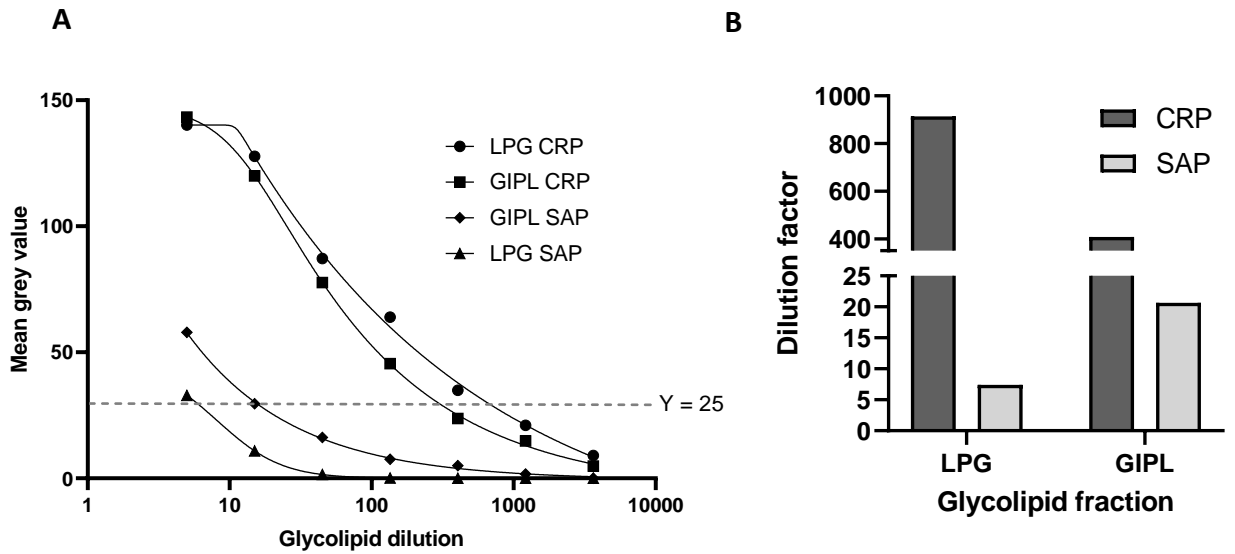 A
Mean grey value
150
100
50
0
1
10
100
1000
10000
Glycolipid dilution
LPG CRP
GIPL CRP
GIPL SAP
LPG SAP
Y = 25
B
Dilution factor
1000
800
600
400
25
20
15
10
5
0
CRP
SAP
LPG
GIPL
Glycolipid fraction